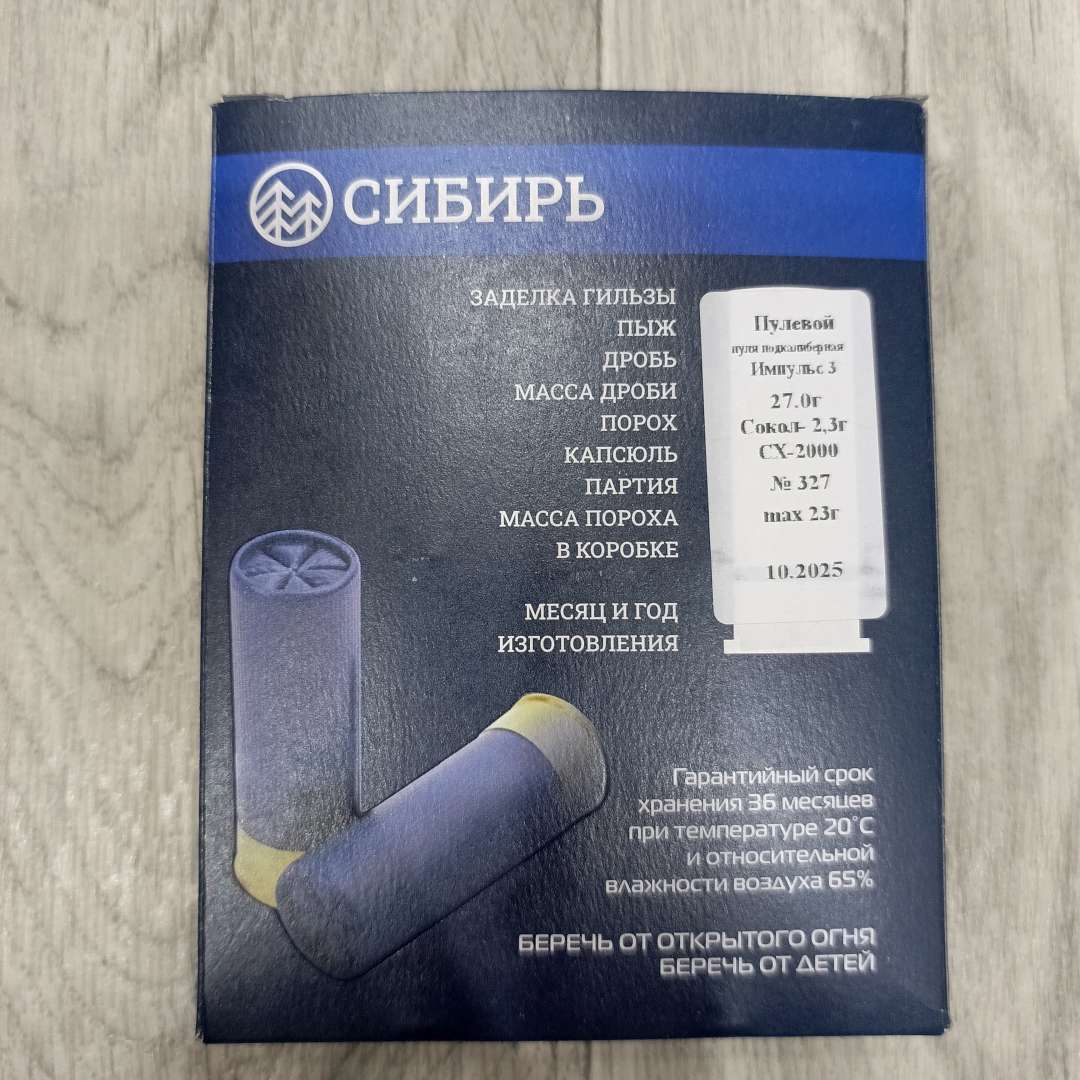 СИБИРЬ
ЗАДЕЛКА ГИЛЬЗЫ
ПЫЖ
ДРОБЬ
МАССА ДРОБИ
ПОРОХ
КАПСЮЛЬ
ПАРТИЯ
МАССА ПОРОХА
В КОРОБКЕ
МЕСЯЦ И ГОД
ИЗГОТОВЛЕНИЯ
Пулевой
пуля подкалиберная
Импульс 3
27.0г
Сокол- 2,3г
СХ-2000
№ 327
max 23г
10.2025
Гарантийный срок
хранения 36 месяцев
при температуре 20°С
и относительной
влажности воздуха 65%
БЕРЕЧЬ ОТ ОТКРЫТОГО ОГНЯ
БЕРЕЧЬ ОТ ДЕТЕЙ